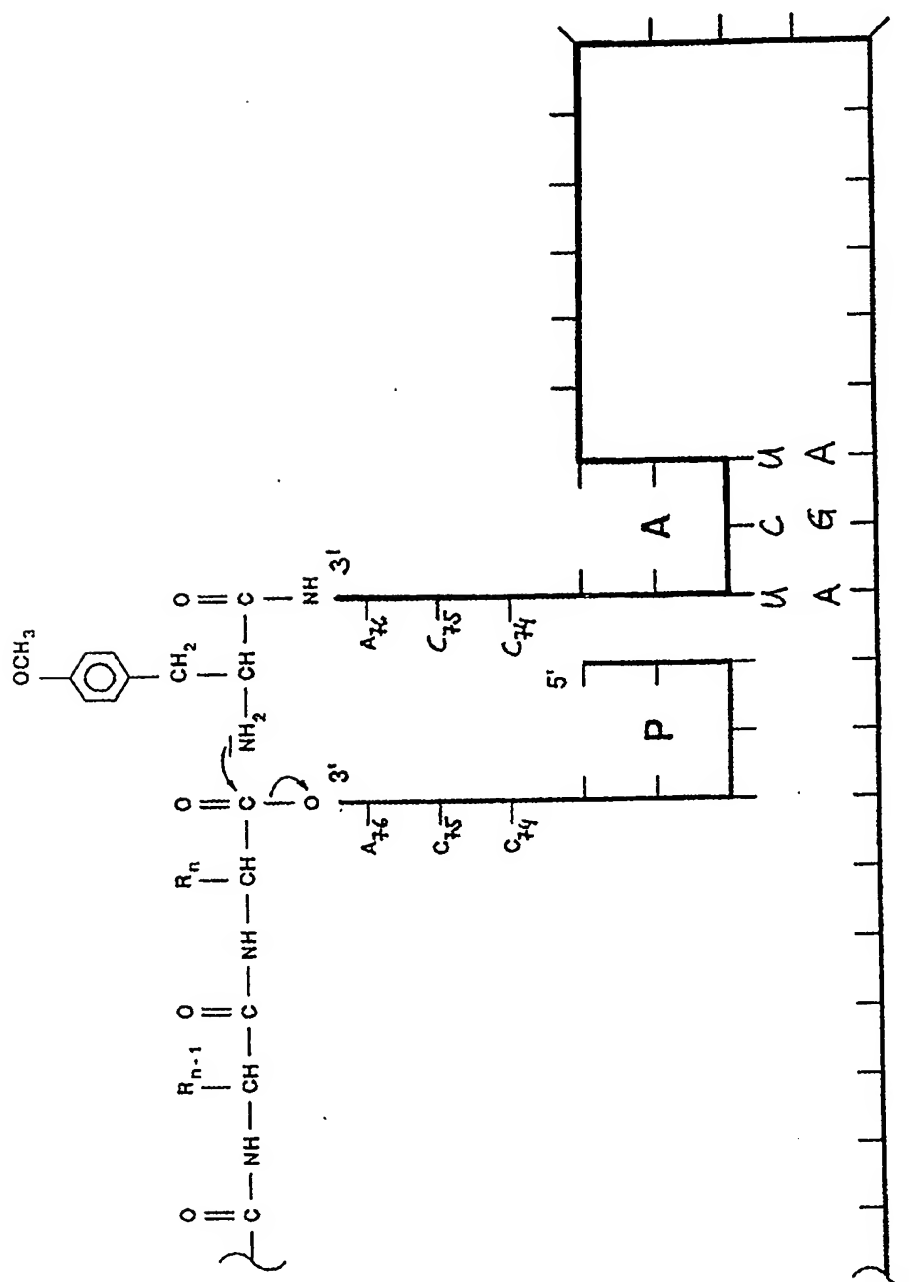 OCH₃
O Rₙ₋₁ O Rₙ O CH₂ O
C—NH—CH—C—NH—CH—C NH₂—CH—C
O NH
3' 3'
A₇₆ A₇₆
C₇₅ C₇₅
C₇₄ C₇₄
5'
P A
U C U
A G A